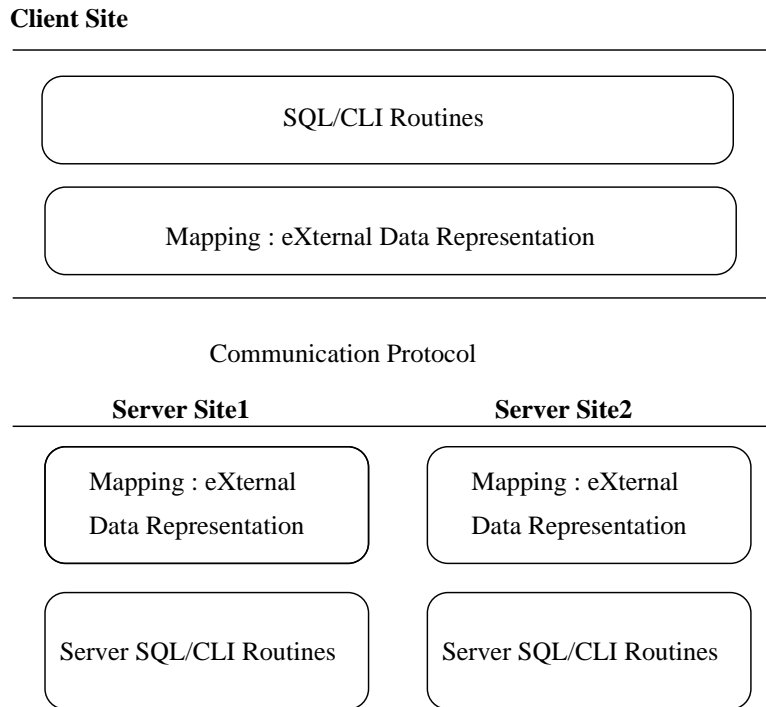 Client Site
SQL/CLI Routines
Mapping : eXternal Data Representation
Communication Protocol
Server Site1
Server Site2
Mapping : eXternal
Data Representation
Mapping : eXternal
Data Representation
Server SQL/CLI Routines
Server SQL/CLI Routines